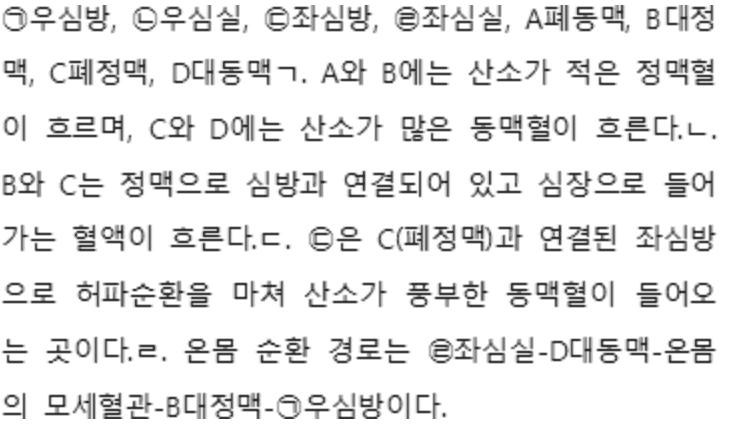 ㉠우심방, ㉡우심실, ㉢좌심방, ㉣좌심실, A폐동맥, B대정
맥, C폐정맥, D대동맥ㄱ. A와 B에는 산소가 적은 정맥혈
이 흐르며, C와 D에는 산소가 많은 동맥혈이 흐른다.ㄴ.
B와 C는 정맥으로 심방과 연결되어 있고 심장으로 들어
가는 혈액이 흐른다.ㄷ. ㉢은 C(폐정맥)과 연결된 좌심방
으로 허파순환을 마쳐 산소가 풍부한 동맥혈이 들어오
는 곳이다.ㄹ. 온몸 순환 경로는 ㉣좌심실-D대동맥-온몸
의 모세혈관-B대정맥-㉠우심방이다.